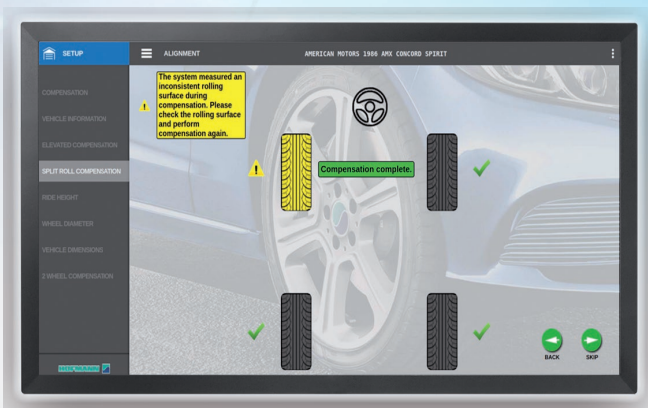 SETUP
ALIGNMENT
AMERICAN MOTORS 1986 AMX CONCORD SPIRIT
COMPENSATION
VEHICLE INFORMATION
ELEVATED COMPENSATION
SPLIT ROLL COMPENSATION
RIDE HEIGHT
WHEEL DIAMETER
VEHICLE DIMENSIONS
2 WHEEL COMPENSATION
The system measured an
inconsistent rolling
surface during
compensation. Please
check the rolling surface
and perform
compensation again.
Compensation complete.
BACK
SKIP